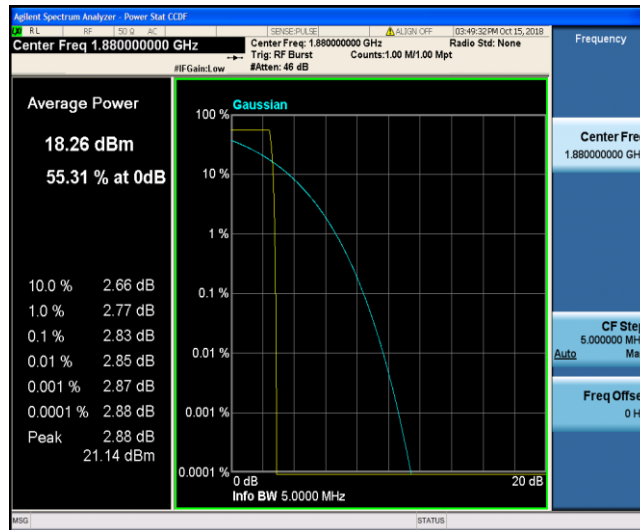 Agilent Spectrum Analyzer - Power Stat CCDF
RL RF 50 Ω AC SENSE:PULSE ALIGN OFF 03:49:32 PM Oct 15, 2018
Center Freq 1.880000000 GHz
Center Freq: 1.880000000 GHz Radio Std: None
Trig: RF Burst Counts:1.00 M/1.00 Mpt
#IFGain:Low #Atten: 46 dB
Frequency
Average Power
18.26 dBm
55.31 % at 0dB
10.0 % 2.66 dB
1.0 % 2.77 dB
0.1 % 2.83 dB
0.01 % 2.85 dB
0.001 % 2.87 dB
0.0001 % 2.88 dB
Peak 2.88 dB
21.14 dBm
Gaussian
100 %
10 %
1 %
0.1 %
0.01 %
0.001 %
0.0001 %
0 dB 20 dB
Info BW 5.0000 MHz
Center Fre
1.880000000 GH
CF Step
5.000000 MH
Auto Ma
Freq Offse
0 H
MSG STATUS